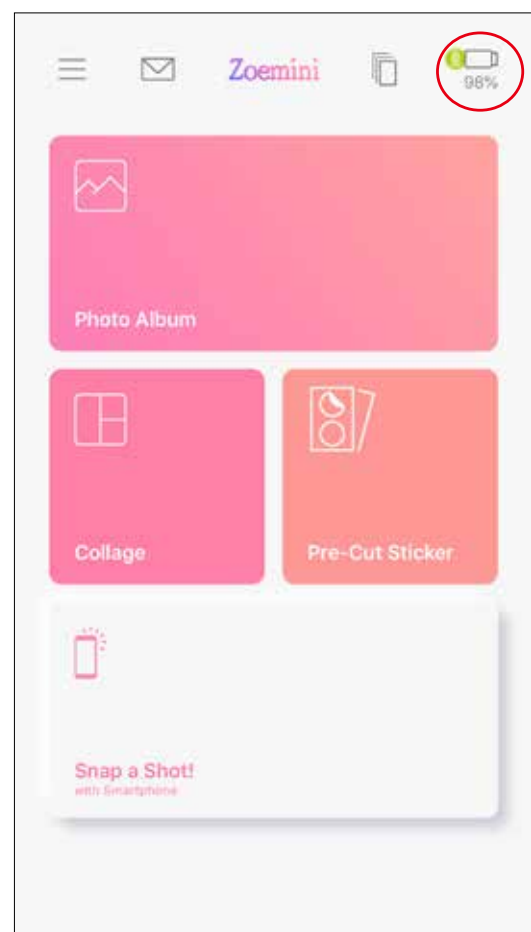 Zoemini
98%
Photo Album
Collage
Pre-Cut Sticker
Snap a Shot!
with Smartphone